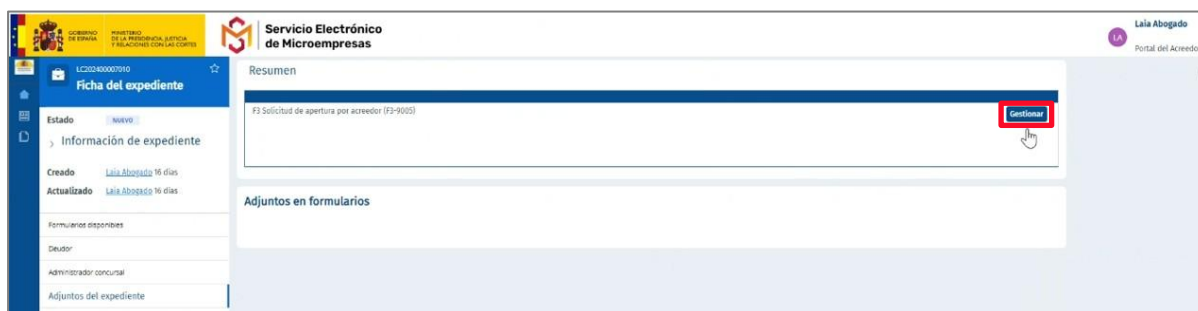 GOBIERNO
DE ESPAÑA
MINISTERIO
DE LA PRESIDENCIA, JUSTICIA
Y RELACIONES CON LAS CORTES
Servicio Electrónico
de Microempresas
Laia Abogado
LA
Portal del Acreedo
LC202400007010
Ficha del expediente
Estado NUEVO
Información de expediente
Creado Laia Abogado 16 días
Actualizado Laia Abogado 16 días
Formularios disponibles
Deudor
Administrador concursal
Adjuntos del expediente
Resumen
F3 Solicitud de apertura por acreedor (F3-9005)
Gestionar
Adjuntos en formularios